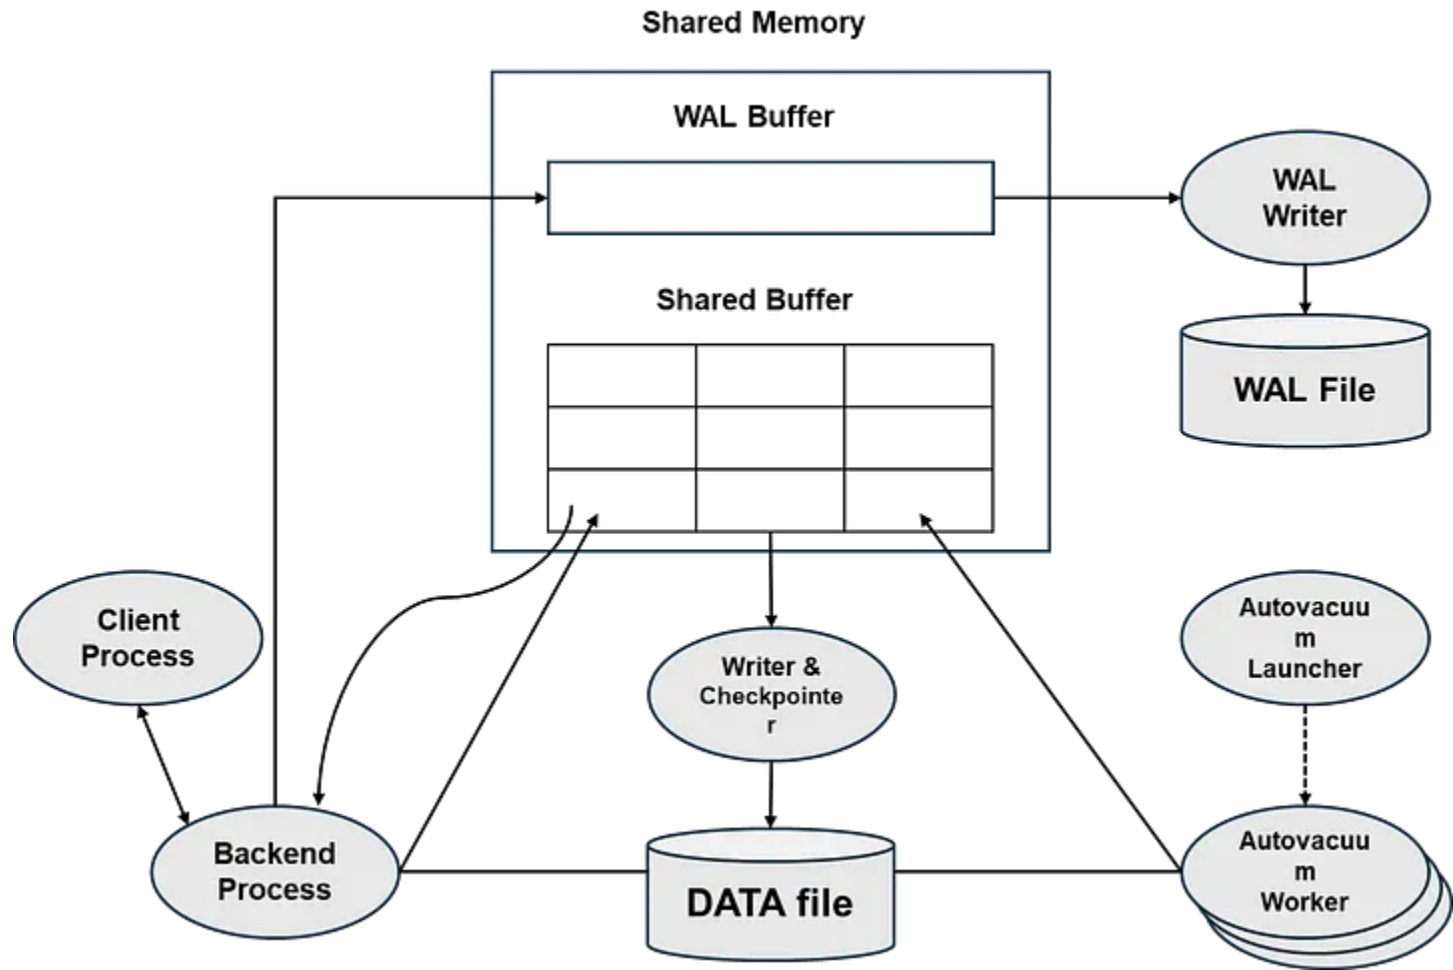 Shared Memory
WAL Buffer
WAL
Writer
Shared Buffer
WAL File
Client
Process
Writer &
Checkpointe
r
Autovacuu
m
Launcher
Backend
Process
DATA file
Autovacuu
m
Worker